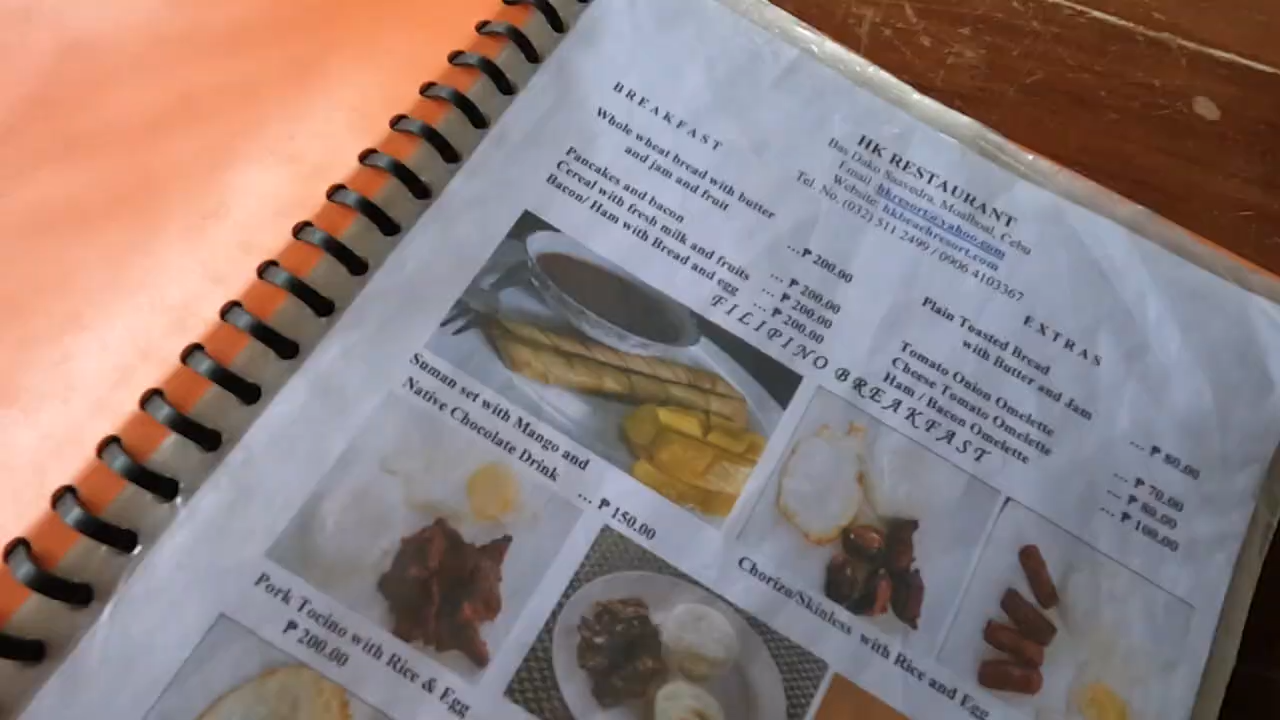 HK RESTAURANT
Bas Dako Saavedra, Moalboal, Cebu
Email: hkresort@yahoo.com
Website: hkbeachresort.com
Tel. No. (032) 511 2499 / 0906 4103367
BREAKFAST
Whole wheat bread with butter
and jam and fruit ...₱ 200.00
Pancakes and bacon ... ₱ 200.00
Cereal with fresh milk and fruits ... ₱ 200.00
Bacon/ Ham with Bread and egg ... ₱ 200.00
EXTRAS
Plain Toasted Bread
with Butter and Jam ... ₱ 80.00
Tomato Onion Omelette ... ₱ 70.00
Cheese Tomato Omelette ... ₱ 80.00
Ham / Bacon Omelette ... ₱ 100.00
FILIPINO BREAKFAST
Suman set with Mango and
Native Chocolate Drink ... ₱ 150.00
Pork Tocino with Rice & Egg
₱ 200.00
Chorizo/Skinless with Rice and Egg